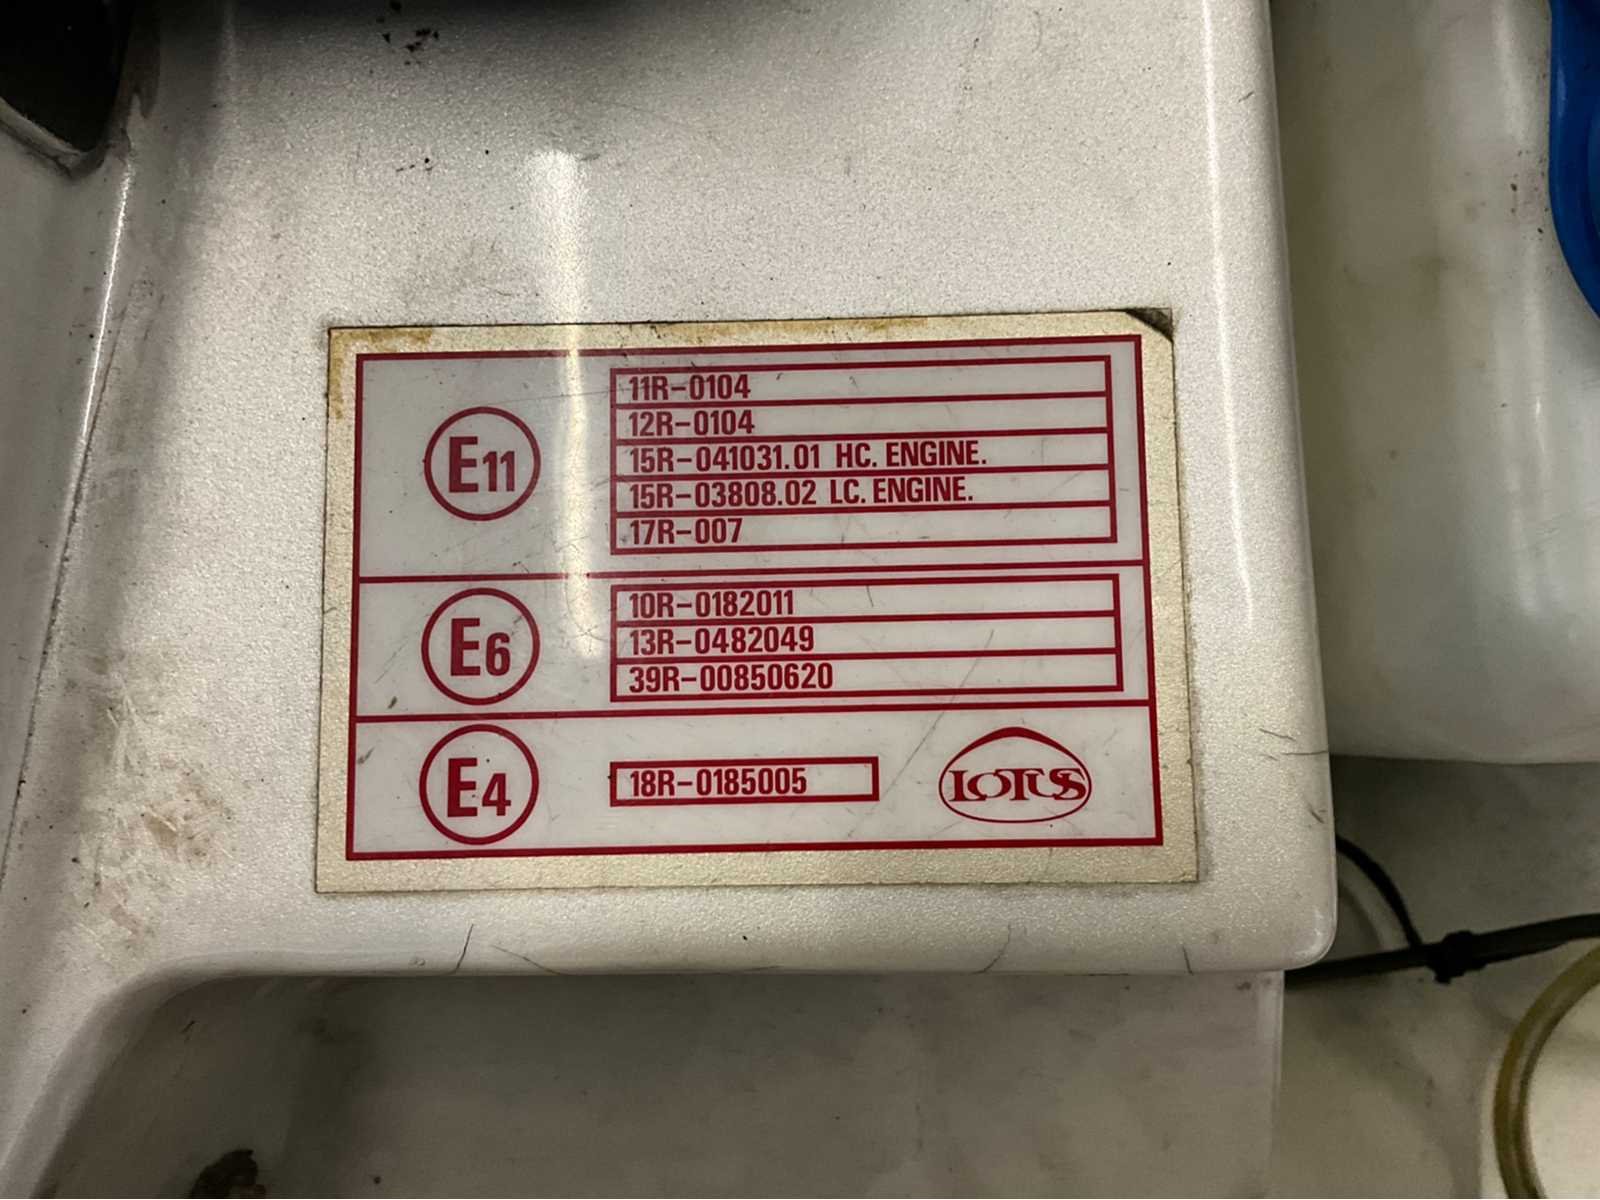 E11
11R-0104
12R-0104
15R-041031.01 HC. ENGINE.
15R-03808.02 LC. ENGINE.
17R-007
E6
10R-0182011
13R-0482049
39R-00850620
E4
18R-0185005
LOTUS